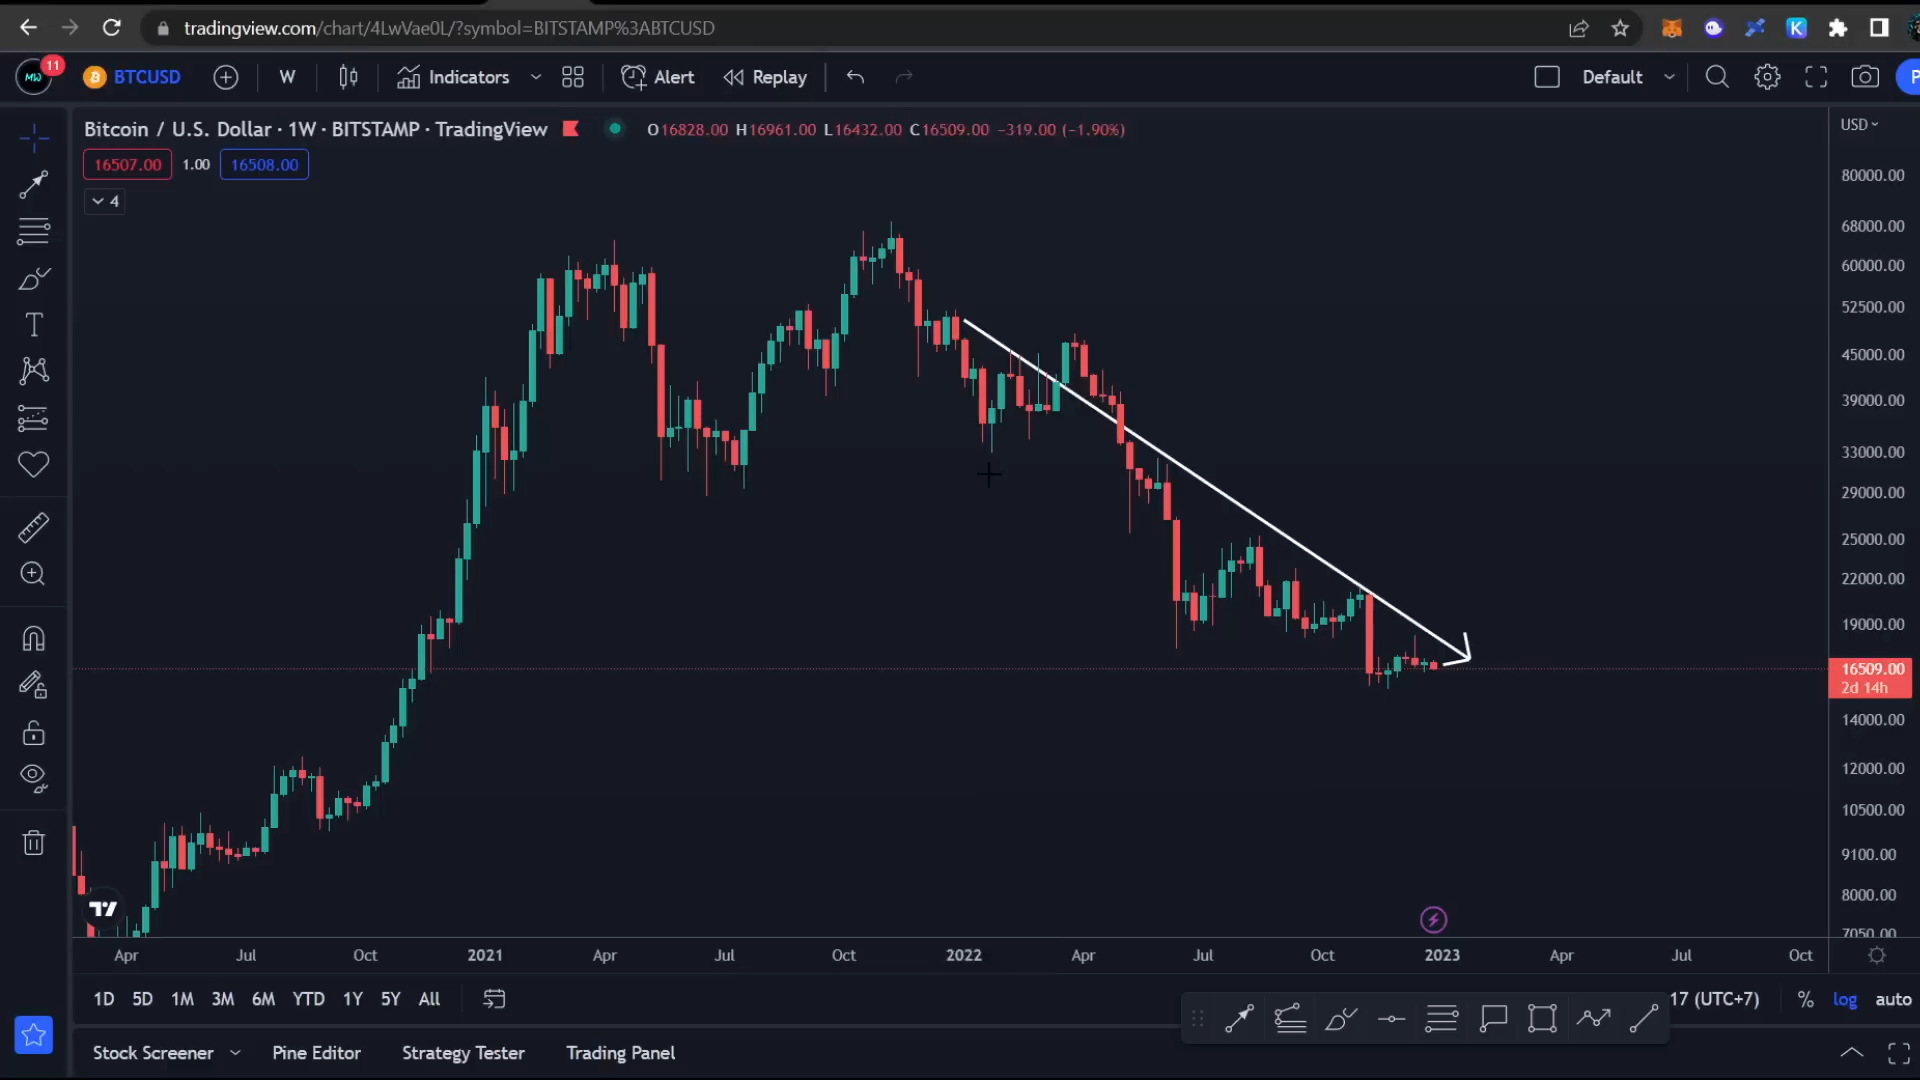 tradingview.com/chart/4LwVae0L/?symbol=BITSTAMP%3ABTCUSD
K
MW 11 BTCUSD W Indicators Alert Replay Default P
Bitcoin / U.S. Dollar · 1W · BITSTAMP · TradingView O16828.00 H16961.00 L16432.00 C16509.00 −319.00 (−1.90%)
USD
16507.00 1.00 16508.00
4
80000.00
68000.00
60000.00
52500.00
45000.00
39000.00
33000.00
29000.00
25000.00
22000.00
19000.00
16509.00
2d 14h
14000.00
12000.00
10500.00
9100.00
8000.00
7050.00
Apr Jul Oct 2021 Apr Jul Oct 2022 Apr Jul Oct 2023 Apr Jul Oct
1D 5D 1M 3M 6M YTD 1Y 5Y All 17 (UTC+7) % log auto
Stock Screener Pine Editor Strategy Tester Trading Panel